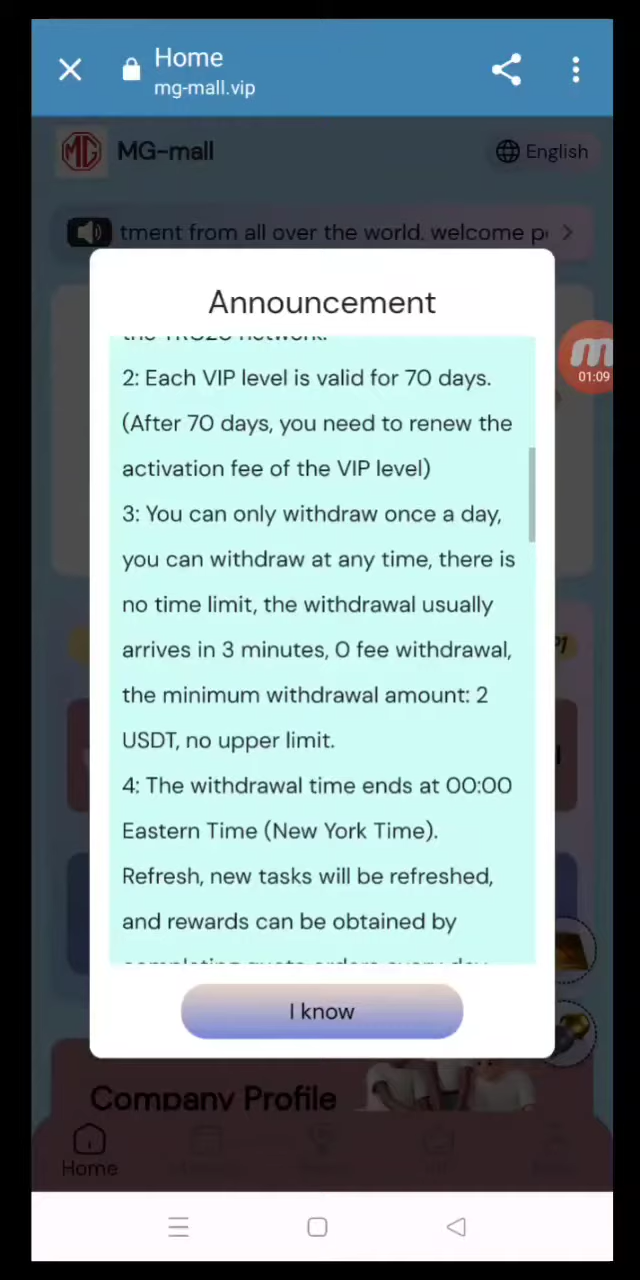 Home
mg-mall.vip
MG
MG-mall
English
tment from all over the world. welcome
Announcement
2: Each VIP level is valid for 70 days.
(After 70 days, you need to renew the
activation fee of the VIP level)
3: You can only withdraw once a day,
you can withdraw at any time, there is
no time limit, the withdrawal usually
arrives in 3 minutes, 0 fee withdrawal,
the minimum withdrawal amount: 2
USDT, no upper limit.
4: The withdrawal time ends at 00:00
Eastern Time (New York Time).
Refresh, new tasks will be refreshed,
and rewards can be obtained by
01:09
I know
Company Profile
Home